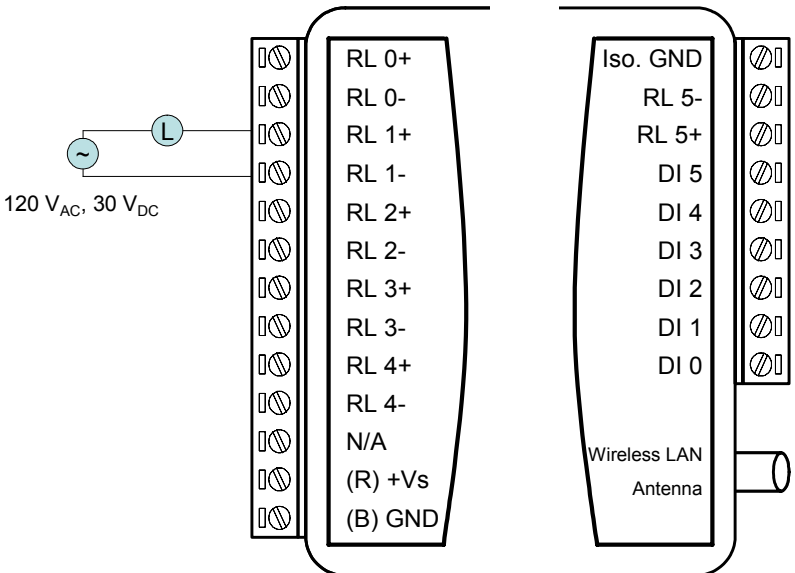 RL 0+
RL 0-
RL 1+
RL 1-
RL 2+
RL 2-
RL 3+
RL 3-
RL 4+
RL 4-
N/A
(R) +Vs
(B) GND
L
~
120 VAC, 30 VDC
Iso. GND
RL 5-
RL 5+
DI 5
DI 4
DI 3
DI 2
DI 1
DI 0
Wireless LAN
Antenna